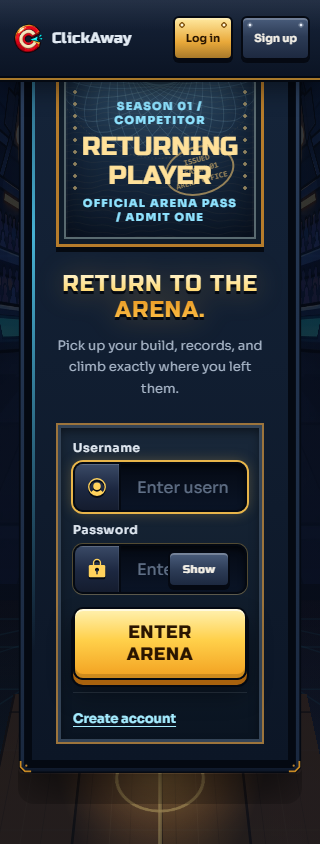 ClickAway
Log in
Sign up
SEASON 01 /
COMPETITOR
RETURNING
PLAYER
ISSUED
01
OFFICIAL ARENA PASS
/ ADMIT ONE
RETURN TO THE
ARENA.
Pick up your build, records, and
climb exactly where you left
them.
Username
Enter usern
Password
Ente
Show
ENTER
ARENA
Create account